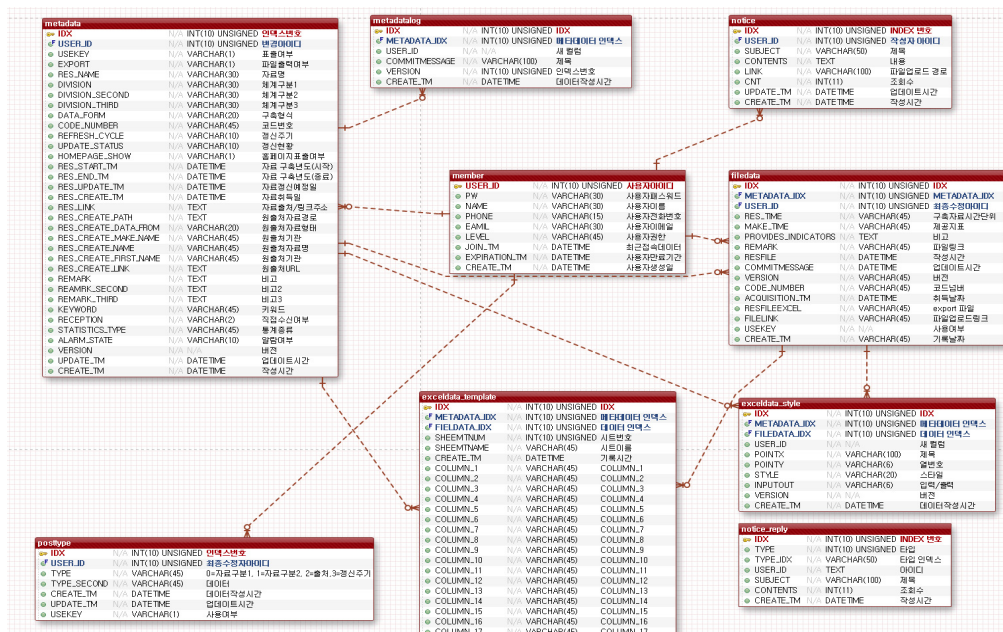 metadata
IDX N/A INT(10) UNSIGNED 인덱스번호
USER_ID N/A INT(10) UNSIGNED 변경아이디
USEKEY N/A VARCHAR(1) 표출여부
EXPORT N/A VARCHAR(1) 파일출력여부
RES_NAME N/A VARCHAR(30) 자료명
DIVISION N/A VARCHAR(30) 체계구분1
DIVISION_SECOND N/A VARCHAR(30) 체계구분2
DIVISION_THIRD N/A VARCHAR(30) 체계구분3
DATA_FORM N/A VARCHAR(20) 구축형식
CODE_NUMBER N/A VARCHAR(45) 코드번호
REFRESH_CYCLE N/A VARCHAR(10) 갱신주기
UPDATE_STATUS N/A VARCHAR(10) 갱신현황
HOMEPAGE_SHOW N/A VARCHAR(1) 홈페이지표출여부
RES_START_TM N/A DATETIME 자료 구축년도(시작)
RES_END_TM N/A DATETIME 자료 구축년도(종료)
RES_UPDATE_TM N/A DATETIME 자료갱신예정일
RES_CREATE_TM N/A DATETIME 자료취득일
RES_LINK N/A TEXT 자료출처/링크주소
RES_CREATE_PATH N/A TEXT 원출처자료경로
RES_CREATE_DATA_FROM N/A VARCHAR(20) 원출처자료형태
RES_CREATE_MAKE_NAME N/A VARCHAR(45) 원출처기관
RES_CREATE_NAME N/A VARCHAR(45) 원출처자료명
RES_CREATE_FIRST_NAME N/A VARCHAR(45) 원출처기관
RES_CREATE_LINK N/A TEXT 원출처URL
REMARK N/A TEXT 비고
REAMRK_SECOND N/A TEXT 비고2
REMARK_THIRD N/A TEXT 비고3
KEYWORD N/A VARCHAR(45) 키워드
RECEPTION N/A VARCHAR(2) 직접수신여부
STATISTICS_TYPE N/A VARCHAR(45) 통계종류
ALARM_STATE N/A VARCHAR(10) 알람여부
VERSION N/A N/A 버전
UPDATE_TM N/A DATETIME 업데이트시간
CREATE_TM N/A DATETIME 작성시간
metadatalog
IDX N/A INT(10) UNSIGNED IDX
METADATA_IDX N/A INT(10) UNSIGNED 메타데이터 인덱스
USER_ID N/A N/A 새 컬럼
COMMITMESSAGE N/A VARCHAR(100) 제목
VERSION N/A INT(10) UNSIGNED 인덱스번호
CREATE_TM N/A DATETIME 데이터작성시간
notice
IDX N/A INT(10) UNSIGNED INDEX 번호
USER_ID N/A INT(10) UNSIGNED 작성자 아이디
SUBJECT N/A VARCHAR(50) 제목
CONTENTS N/A TEXT 내용
LINK N/A VARCHAR(100) 파일업로드 경로
CNT N/A INT(11) 조회수
UPDATE_TM N/A DATETIME 업데이트시간
CREATE_TM N/A DATETIME 작성시간
member
USER_ID N/A INT(10) UNSIGNED 사용자아이디
PW N/A VARCHAR(45) 사용자패스워드
NAME N/A VARCHAR(45) 사용자이름
PHONE N/A VARCHAR(15) 사용자전화번호
EAMIL N/A VARCHAR(30) 사용자이메일
LEVEL N/A VARCHAR(45) 사용자권한
JOIN_TM N/A DATETIME 최근접속데이터
EXPIRATION_TM N/A DATETIME 사용자만료기간
CREATE_TM N/A DATETIME 사용자생성일
filedata
IDX N/A INT(10) UNSIGNED IDX
METADATA_IDX N/A INT(10) UNSIGNED METADATA_IDX
USER_ID N/A INT(10) UNSIGNED 최종수정아이디
RES_TIME N/A VARCHAR(45) 구축자료시간단위
MAKE_TIME N/A VARCHAR(45) 제공지표
PROVIDES_INDICATORS N/A TEXT 비고
REMARK N/A VARCHAR(45) 파일링크
RESFILE N/A DATETIME 작성시간
COMMITMESSAGE N/A DATETIME 업데이트시간
VERSION N/A VARCHAR(45) 버전
CODE_NUMBER N/A VARCHAR(45) 코드넘버
ACQUISITION_TM N/A DATETIME 취득날짜
RESFILEEXCEL N/A VARCHAR(45) export 파일
FILELINK N/A VARCHAR(45) 파일업로드링크
USEKEY N/A N/A 사용여부
CREATE_TM N/A VARCHAR(45) 기록날짜
exceldata_template
IDX N/A INT(10) UNSIGNED IDX
METADATA_IDX N/A INT(10) UNSIGNED 메타데이터 인덱스
FIELDATA_IDX N/A INT(10) UNSIGNED 데이터 인덱스
SHEEMTNUM N/A INT(10) UNSIGNED 시트번호
SHEEMTNAME N/A VARCHAR(45) 시트이름
CREATE_TM N/A DATETIME 기록시간
COLUMN_1 N/A VARCHAR(45) COLUMN_1
COLUMN_2 N/A VARCHAR(45) COLUMN_2
COLUMN_3 N/A VARCHAR(45) COLUMN_3
COLUMN_4 N/A VARCHAR(45) COLUMN_4
COLUMN_5 N/A VARCHAR(45) COLUMN_5
COLUMN_6 N/A VARCHAR(45) COLUMN_6
COLUMN_7 N/A VARCHAR(45) COLUMN_7
COLUMN_8 N/A VARCHAR(45) COLUMN_8
COLUMN_9 N/A VARCHAR(45) COLUMN_9
COLUMN_10 N/A VARCHAR(45) COLUMN_10
COLUMN_11 N/A VARCHAR(45) COLUMN_11
COLUMN_12 N/A VARCHAR(45) COLUMN_12
COLUMN_13 N/A VARCHAR(45) COLUMN_13
COLUMN_14 N/A VARCHAR(45) COLUMN_14
COLUMN_15 N/A VARCHAR(45) COLUMN_15
COLUMN_16 N/A VARCHAR(45) COLUMN_16
COLUMN_17 N/A VARCHAR(45) COLUMN_17
exceldata_style
IDX N/A INT(10) UNSIGNED IDX
METADATA_IDX N/A INT(10) UNSIGNED 메타데이터 인덱스
FILEDATA_IDX N/A INT(10) UNSIGNED 데이터 인덱스
USER_ID N/A N/A 새 컬럼
POINTX N/A VARCHAR(100) 제목
POINTY N/A VARCHAR(6) 열번호
STYLE N/A VARCHAR(20) 스타일
INPUTOUT N/A VARCHAR(6) 입력/출력
VERSION N/A N/A 버전
CREATE_TM N/A DATETIME 데이터작성시간
posttype
IDX N/A INT(10) UNSIGNED 인덱스번호
USER_ID N/A INT(10) UNSIGNED 최종수정자아이디
TYPE N/A VARCHAR(45) 0=자료구분1, 1=자료구분2, 2=출처,3=갱신주기
TYPE_SECOND N/A VARCHAR(45) 데이터
CREATE_TM N/A DATETIME 데이터작성시간
UPDATE_TM N/A DATETIME 업데이트시간
USEKEY N/A VARCHAR(1) 사용여부
notice_reply
IDX N/A INT(10) UNSIGNED INDEX 번호
TYPE N/A INT(10) UNSIGNED 타입
TYPE_IDX N/A VARCHAR(50) 타입 인덱스
USER_ID N/A TEXT 아이디
SUBJECT N/A VARCHAR(100) 제목
CONTENTS N/A INT(11) 조회수
CREATE_TM N/A DATETIME 작성시간